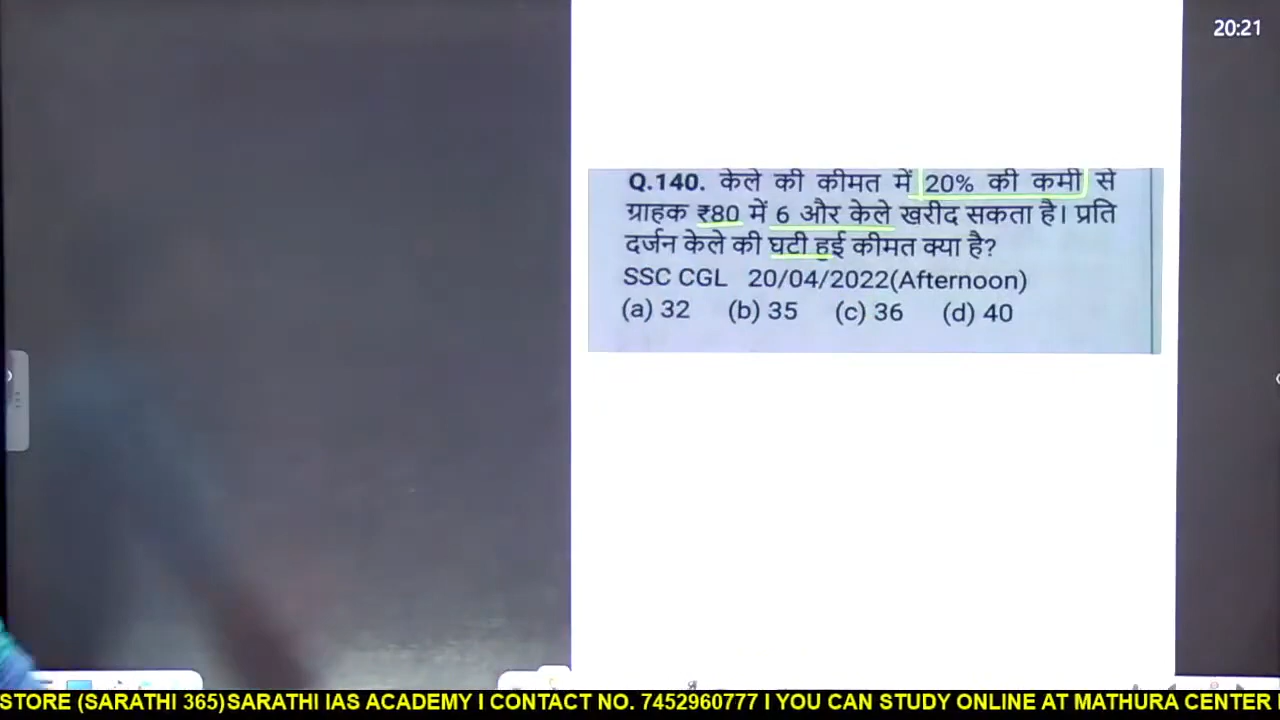 20:21
Q.140. केले की कीमत में 20% की कमी से
ग्राहक ₹80 में 6 और केले खरीद सकता है। प्रति
दर्जन केले की घटी हुई कीमत क्या है?
SSC CGL 20/04/2022(Afternoon)
(a) 32 (b) 35 (c) 36 (d) 40
STORE (SARATHI 365)SARATHI IAS ACADEMY I CONTACT NO. 7452960777 I YOU CAN STUDY ONLINE AT MATHURA CENTER